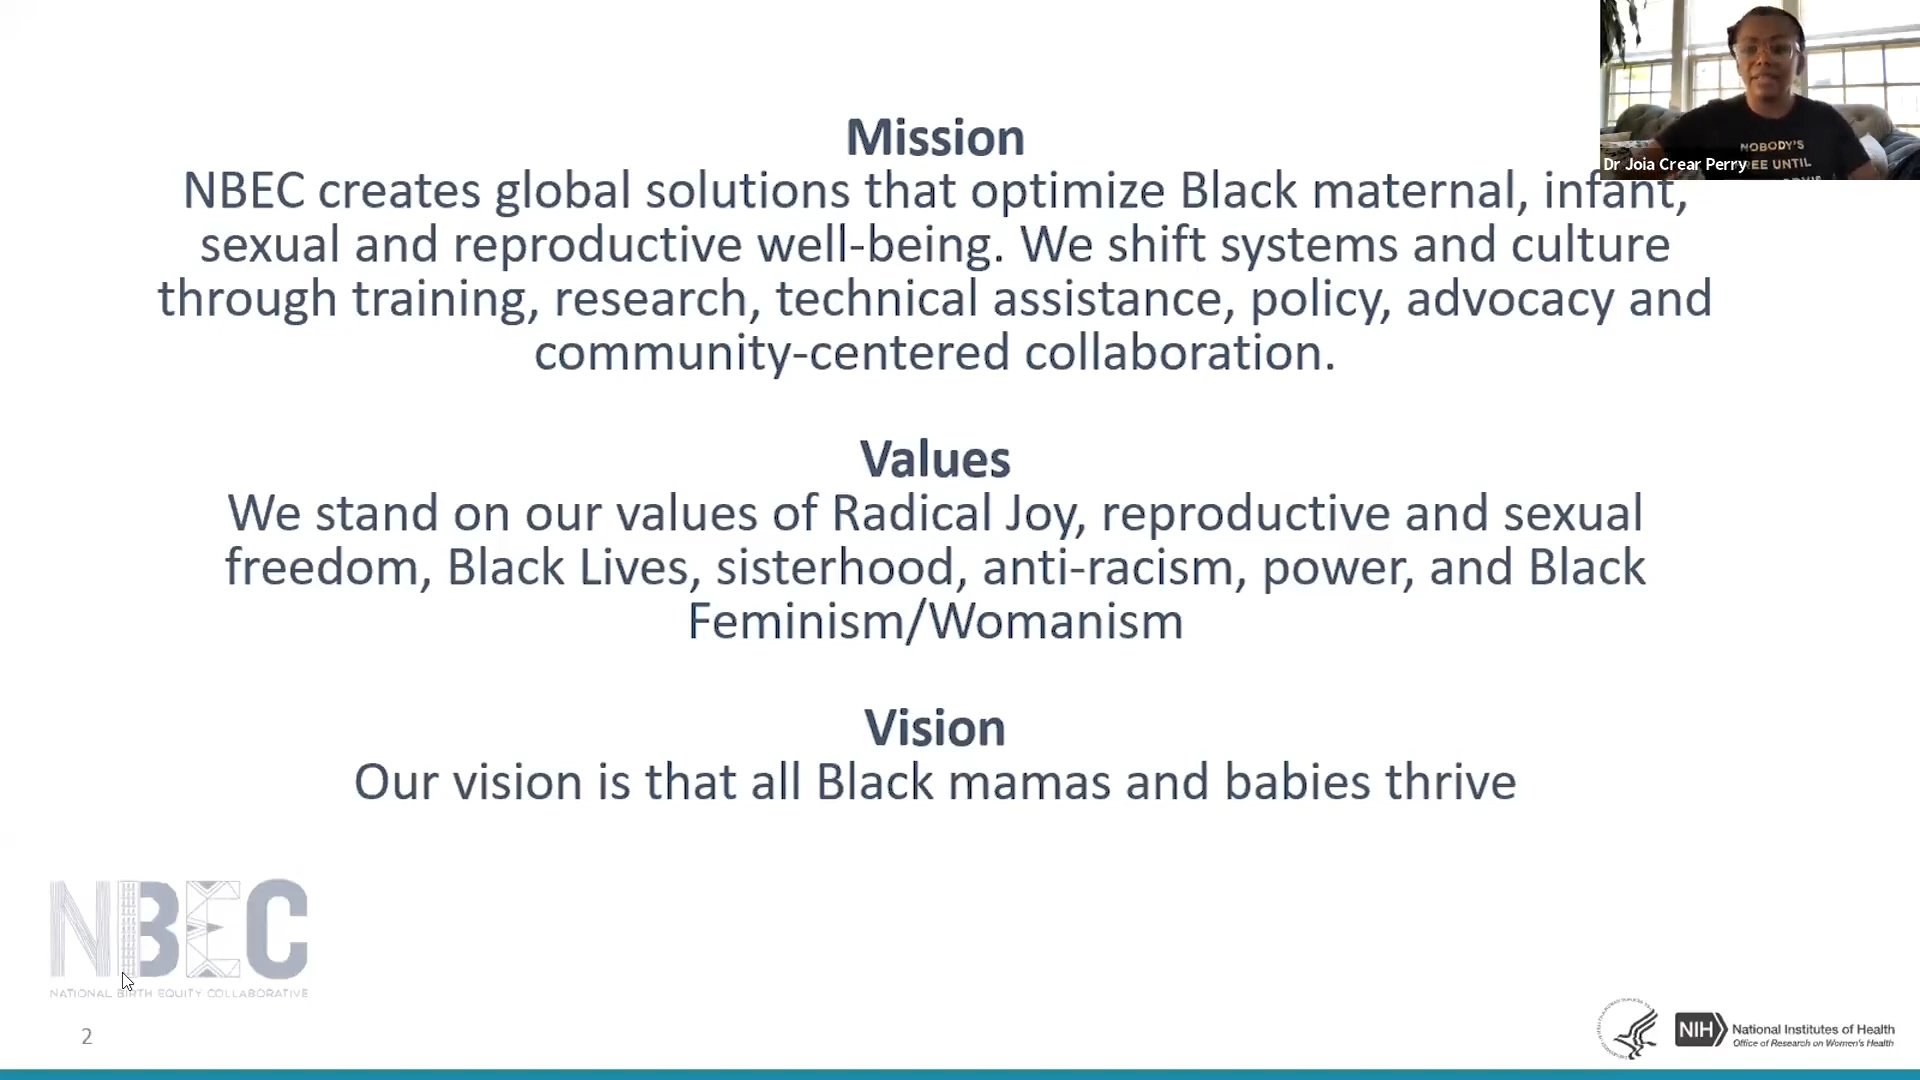 Mission
NBEC creates global solutions that optimize Black maternal, infant,
sexual and reproductive well-being. We shift systems and culture
through training, research, technical assistance, policy, advocacy and
community-centered collaboration.
Values
We stand on our values of Radical Joy, reproductive and sexual
freedom, Black Lives, sisterhood, anti-racism, power, and Black
Feminism/Womanism
Vision
Our vision is that all Black mamas and babies thrive
NOBODY'S
UNTIL
Dr Joia Crear Perry
NBEC
NATIONAL BIRTH EQUITY COLLABORATIVE
2
NIH
National Institutes of Health
Office of Research on Women's Health